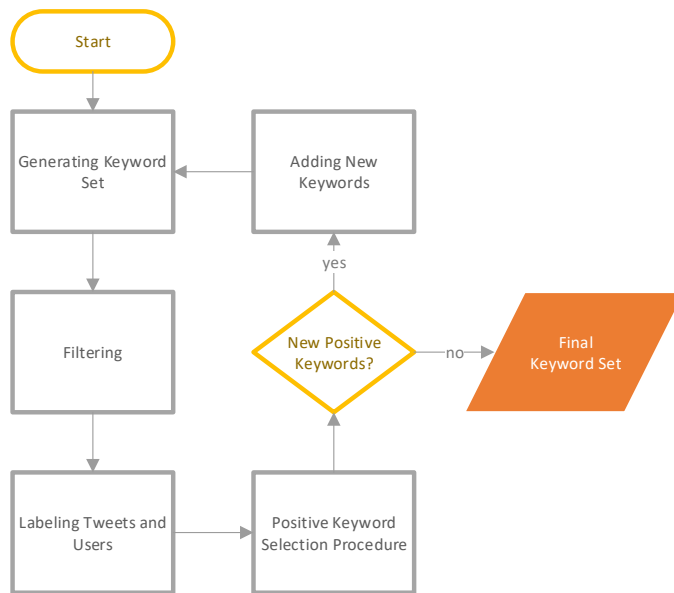 Start
Generating Keyword
Set
Adding New
Keywords
yes
Filtering
New Positive
Keywords?
no
Final
Keyword Set
Labeling Tweets and
Users
Positive Keyword
Selection Procedure